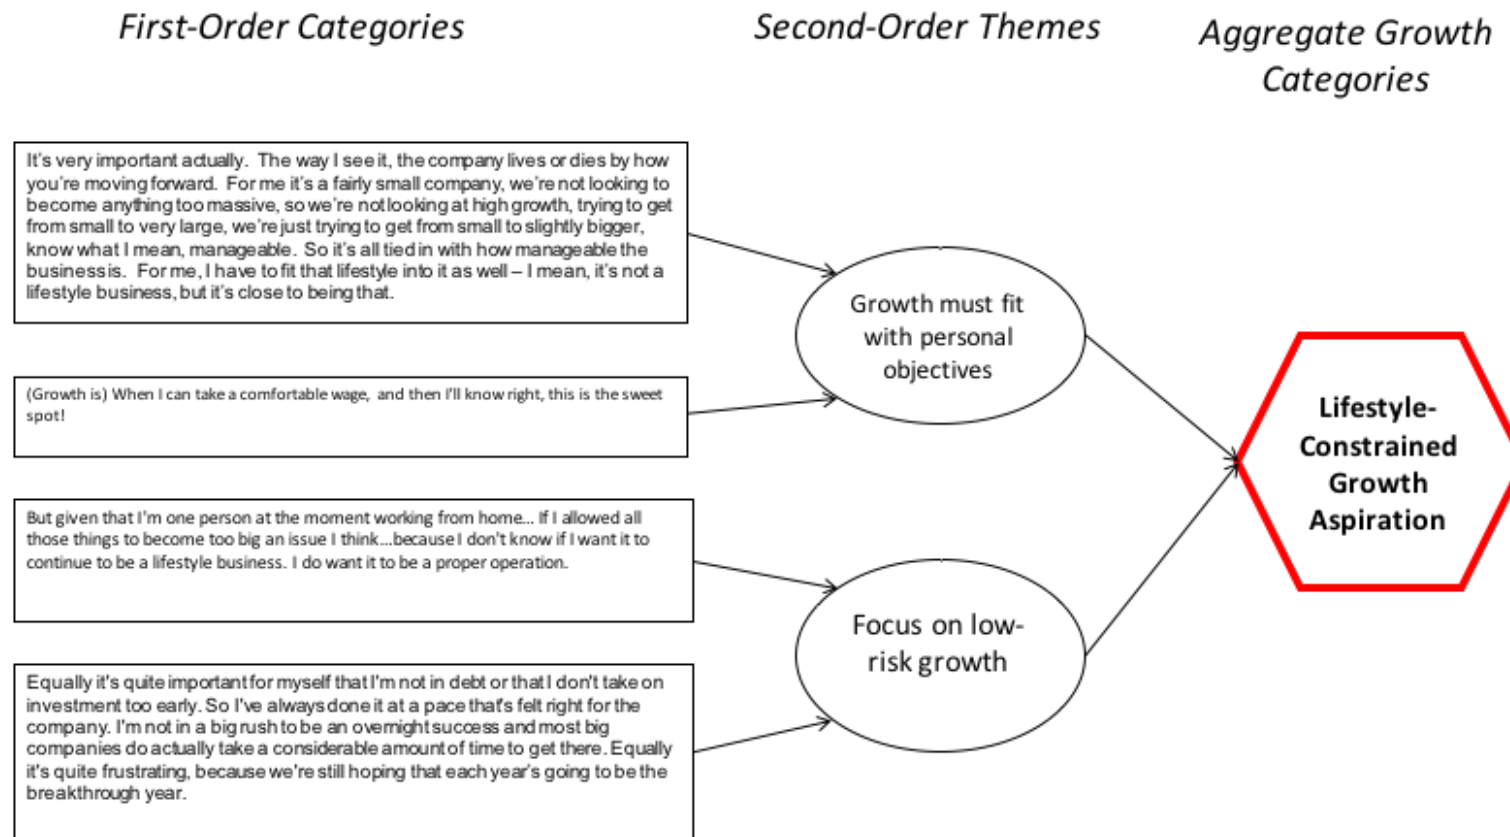 First-Order Categories
Second-Order Themes
Aggregate Growth
Categories
It's very important actually. The way I see it, the company lives or dies by how
you're moving forward. For me it's a fairly small company, we're not looking to
become anything too massive, so we're not looking at high growth, trying to get
from small to very large, we're just trying to get from small to slightly bigger,
know what I mean, manageable. So it's all tied in with how manageable the
business is. For me, I have to fit that lifestyle into it as well – I mean, it's not a
lifestyle business, but it's close to being that.
(Growth is) When I can take a comfortable wage, and then I'll know right, this is the sweet
spot!
But given that I'm one person at the moment working from home... If I allowed all
those things to become too big an issue I think...because I don't know if I want it to
continue to be a lifestyle business. I do want it to be a proper operation.
Equally it's quite important for myself that I'm not in debt or that I don't take on
investment too early. So I've always done it at a pace that's felt right for the
company. I'm not in a big rush to be an overnight success and most big
companies do actually take a considerable amount of time to get there. Equally
it's quite frustrating, because we're still hoping that each year's going to be the
breakthrough year.
Growth must fit
with personal
objectives
Focus on low-
risk growth
Lifestyle-
Constrained
Growth
Aspiration